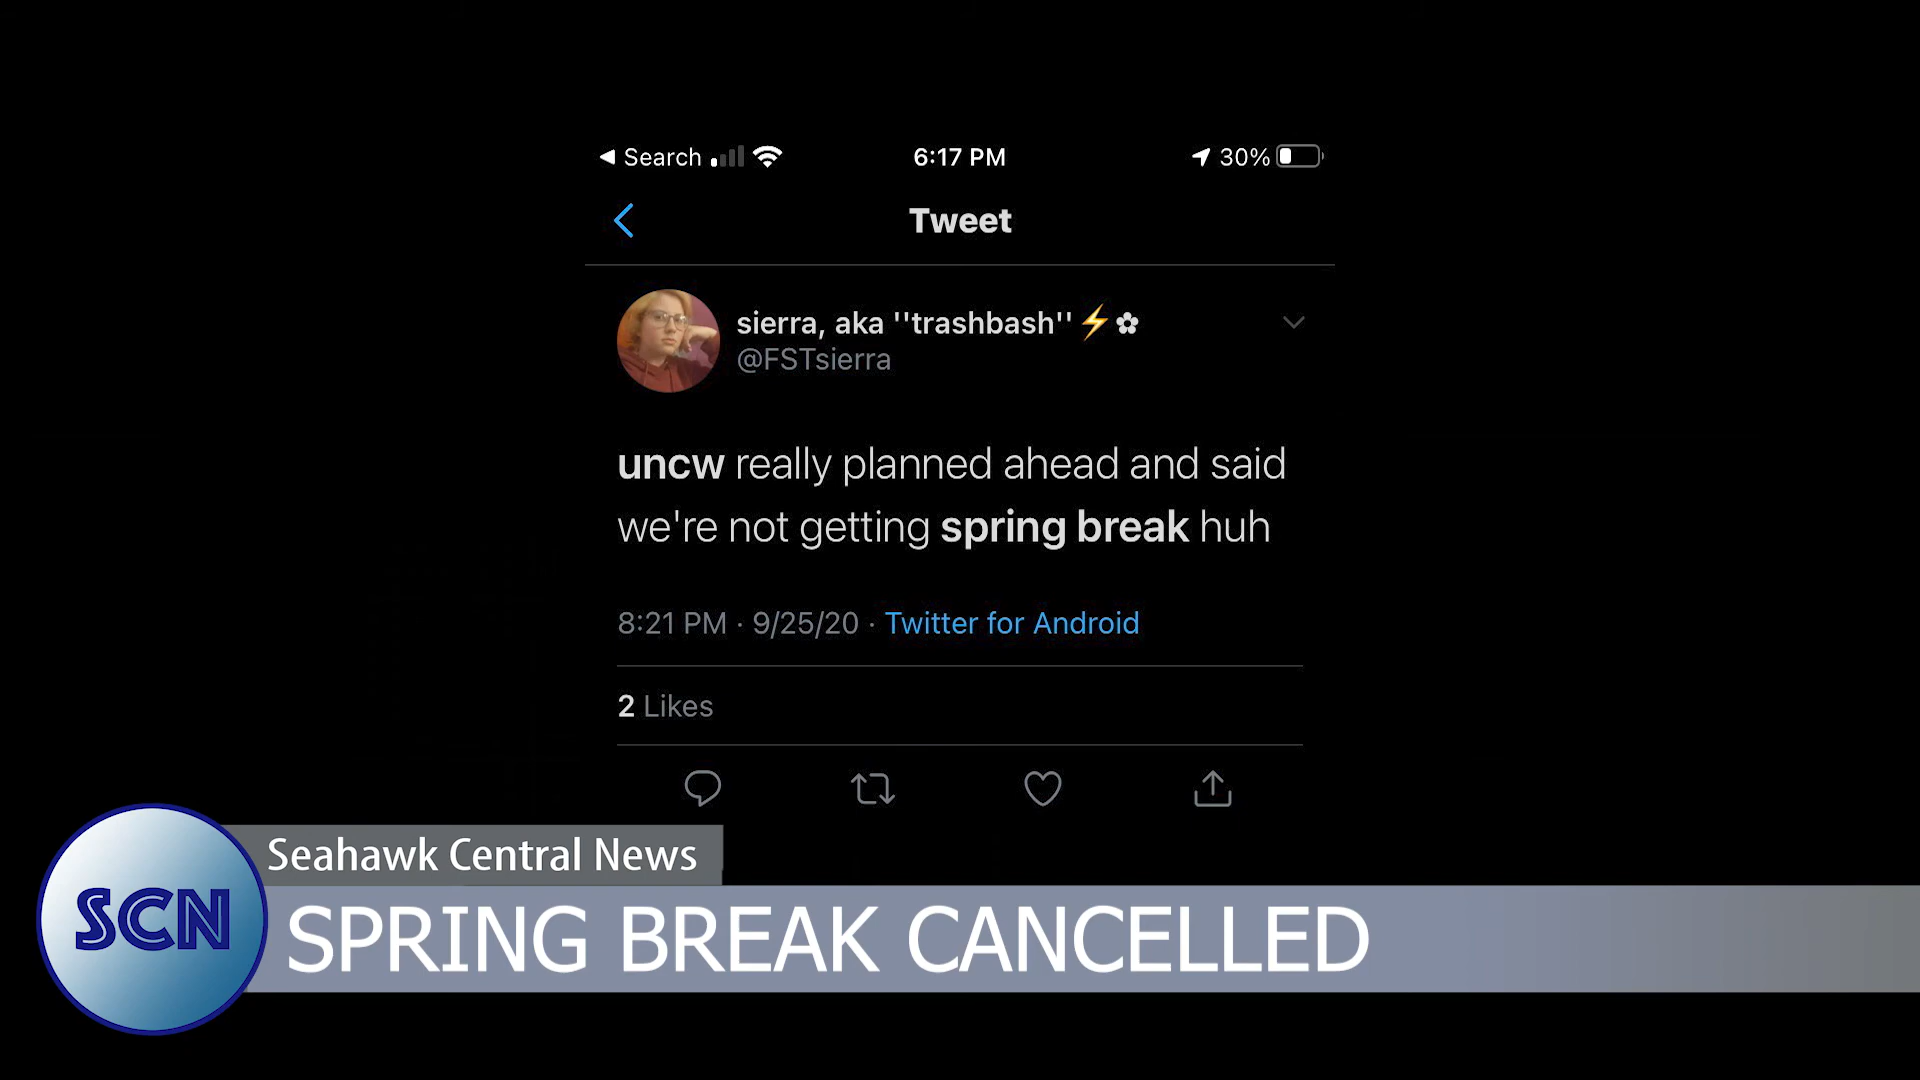 Search 6:17 PM 30%
Tweet
sierra, aka ''trashbash''⚡✿
@FSTsierra
uncw really planned ahead and said
we're not getting spring break huh
8:21 PM · 9/25/20 · Twitter for Android
2 Likes
Seahawk Central News
SCN
SPRING BREAK CANCELLED